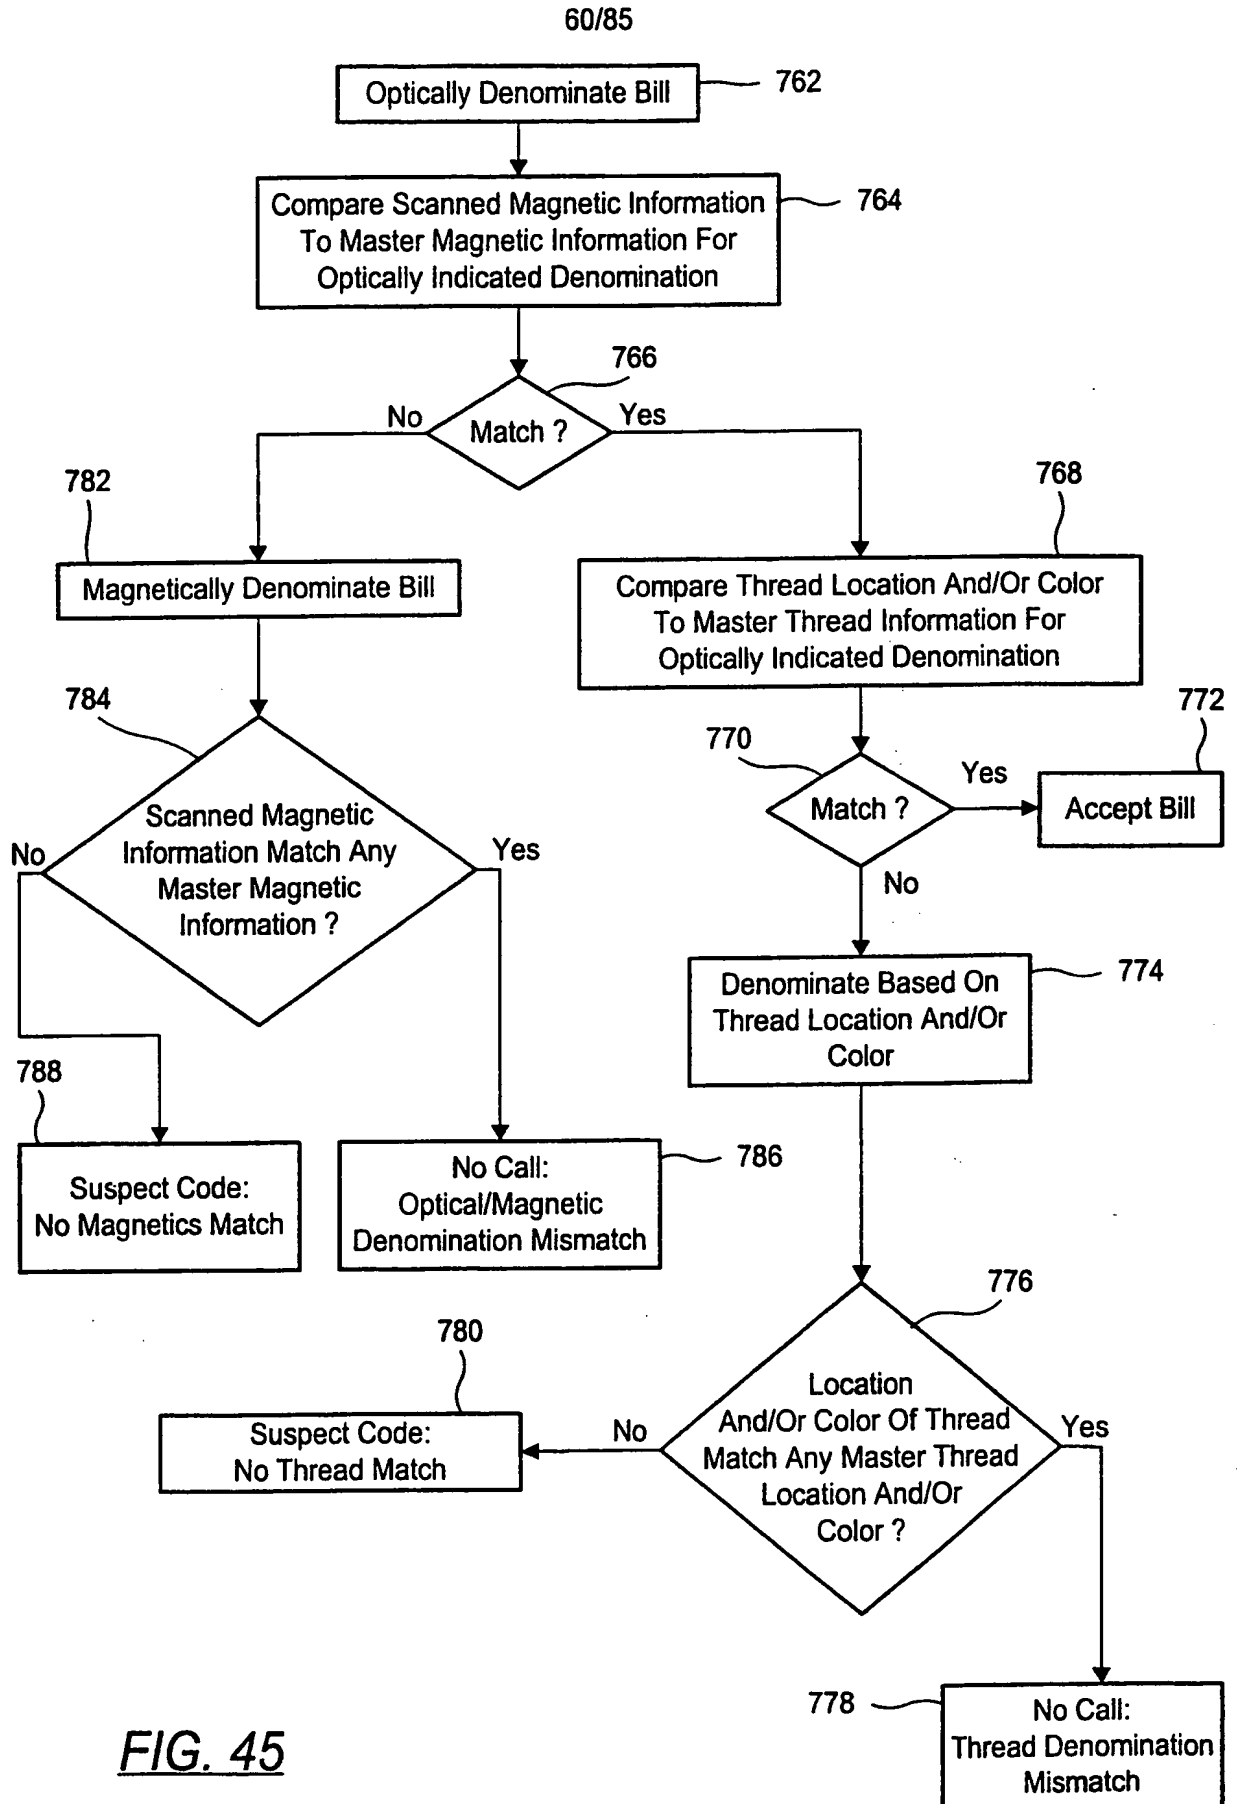 60/85
Optically Denominate Bill
762
Compare Scanned Magnetic Information
To Master Magnetic Information For
Optically Indicated Denomination
764
766
Match ?
No
Yes
782
Magnetically Denominate Bill
768
Compare Thread Location And/Or Color
To Master Thread Information For
Optically Indicated Denomination
784
Scanned Magnetic
Information Match Any
Master Magnetic
Information ?
No
Yes
770
Match ?
Yes
No
772
Accept Bill
774
Denominate Based On
Thread Location And/Or
Color
788
Suspect Code:
No Magnetics Match
786
No Call:
Optical/Magnetic
Denomination Mismatch
776
Location
And/Or Color Of Thread
Match Any Master Thread
Location And/Or
Color ?
No
Yes
780
Suspect Code:
No Thread Match
778
No Call:
Thread Denomination
Mismatch
FIG. 45